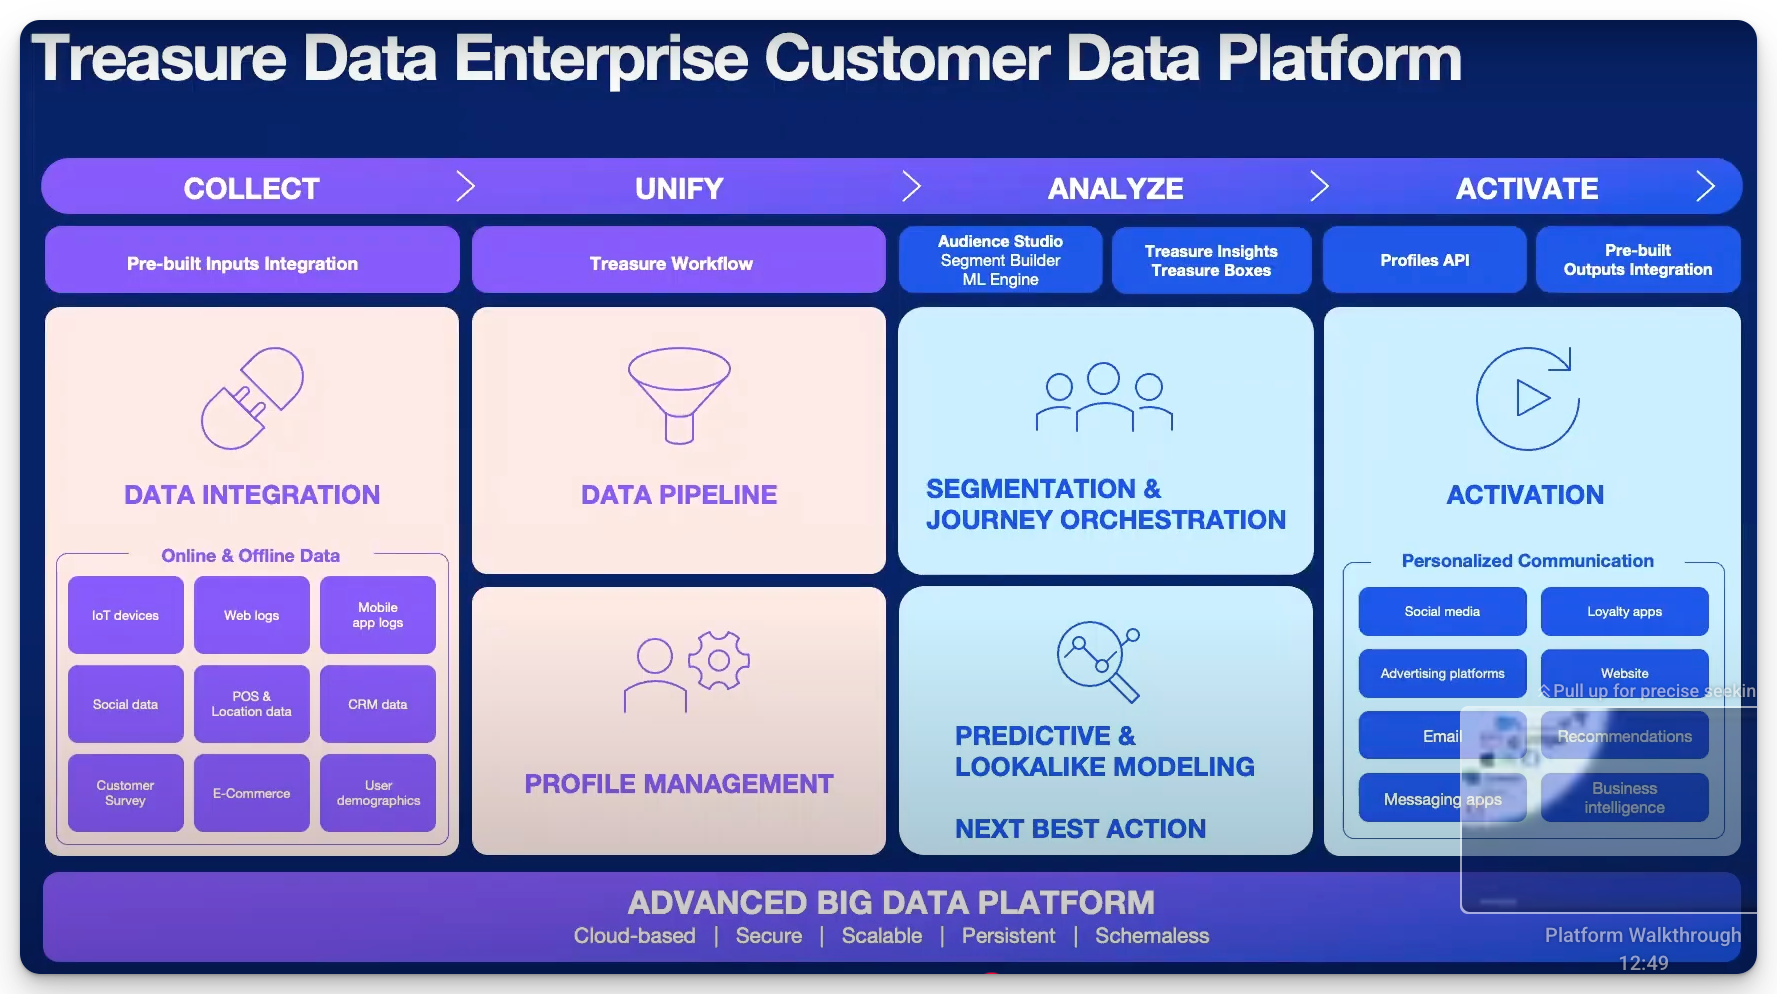 Treasure Data Enterprise Customer Data Platform
COLLECT
UNIFY
ANALYZE
ACTIVATE
Pre-built Inputs Integration
Treasure Workflow
Audience Studio
Segment Builder
ML Engine
Treasure Insights
Treasure Boxes
Profiles API
Pre-built
Outputs Integration
DATA INTEGRATION
Online & Offline Data
IoT devices
Web logs
Mobile
app logs
Social data
POS &
Location data
CRM data
Customer
Survey
E-Commerce
User
demographics
DATA PIPELINE
PROFILE MANAGEMENT
SEGMENTATION &
JOURNEY ORCHESTRATION
PREDICTIVE &
LOOKALIKE MODELING
NEXT BEST ACTION
ACTIVATION
Personalized Communication
Social media
Loyalty apps
Advertising platforms
Website
Pull up for precise seekin
Email
Recommendations
Messaging apps
Business
intelligence
ADVANCED BIG DATA PLATFORM
Cloud-based | Secure | Scalable | Persistent | Schemaless
Platform Walkthrough
12:49